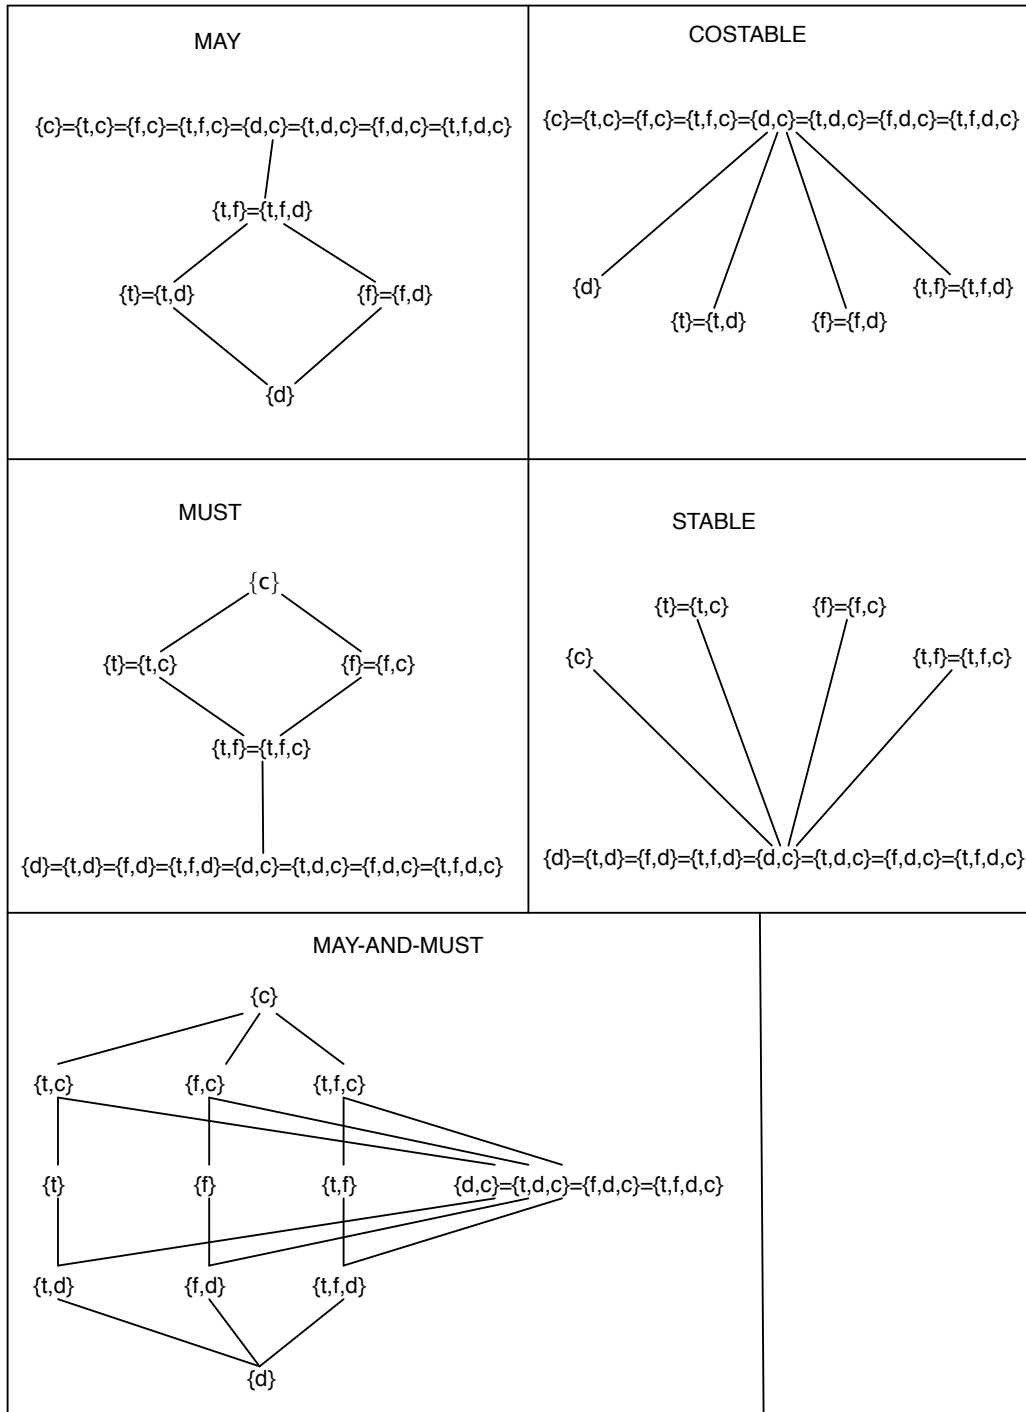 MAY
{c}={t,c}={f,c}={t,f,c}={d,c}={t,d,c}={f,d,c}={t,f,d,c}
{t,f}={t,f,d}
{t}={t,d}
{f}={f,d}
{d}
COSTABLE
{c}={t,c}={f,c}={t,f,c}={d,c}={t,d,c}={f,d,c}={t,f,d,c}
{d}
{t,f}={t,f,d}
{t}={t,d}
{f}={f,d}
MUST
{c}
{t}={t,c}
{f}={f,c}
{t,f}={t,f,c}
{d}={t,d}={f,d}={t,f,d}={d,c}={t,d,c}={f,d,c}={t,f,d,c}
STABLE
{t}={t,c}
{f}={f,c}
{c}
{t,f}={t,f,c}
{d}={t,d}={f,d}={t,f,d}={d,c}={t,d,c}={f,d,c}={t,f,d,c}
MAY-AND-MUST
{c}
{t,c}
{f,c}
{t,f,c}
{t}
{f}
{t,f}
{d,c}={t,d,c}={f,d,c}={t,f,d,c}
{t,d}
{f,d}
{t,f,d}
{d}